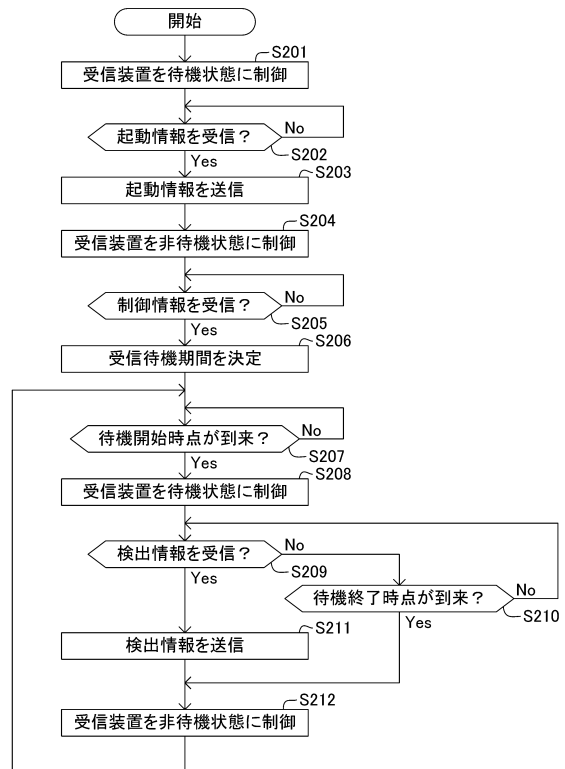 開始
S201
受信装置を待機状態に制御
起動情報を受信？
No
S202
Yes
S203
起動情報を送信
S204
受信装置を非待機状態に制御
制御情報を受信？
No
S205
Yes
S206
受信待機期間を決定
待機開始時点が到来？
No
S207
Yes
S208
受信装置を待機状態に制御
検出情報を受信？
No
S209
Yes
待機終了時点が到来？
No
S210
Yes
S211
検出情報を送信
S212
受信装置を非待機状態に制御